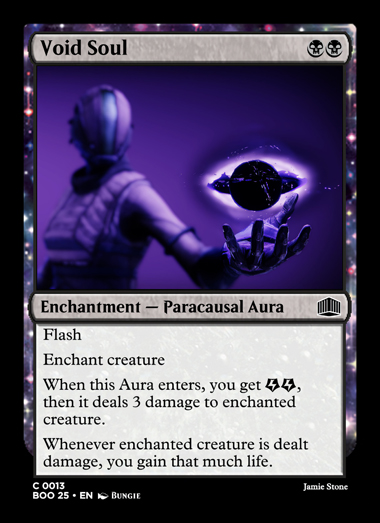 Void Soul
Enchantment — Paracausal Aura
Flash
Enchant creature
When this Aura enters, you get ,
then it deals 3 damage to enchanted
creature.
Whenever enchanted creature is dealt
damage, you gain that much life.
C 0013
Jamie Stone
BOO 25 • EN Bungie